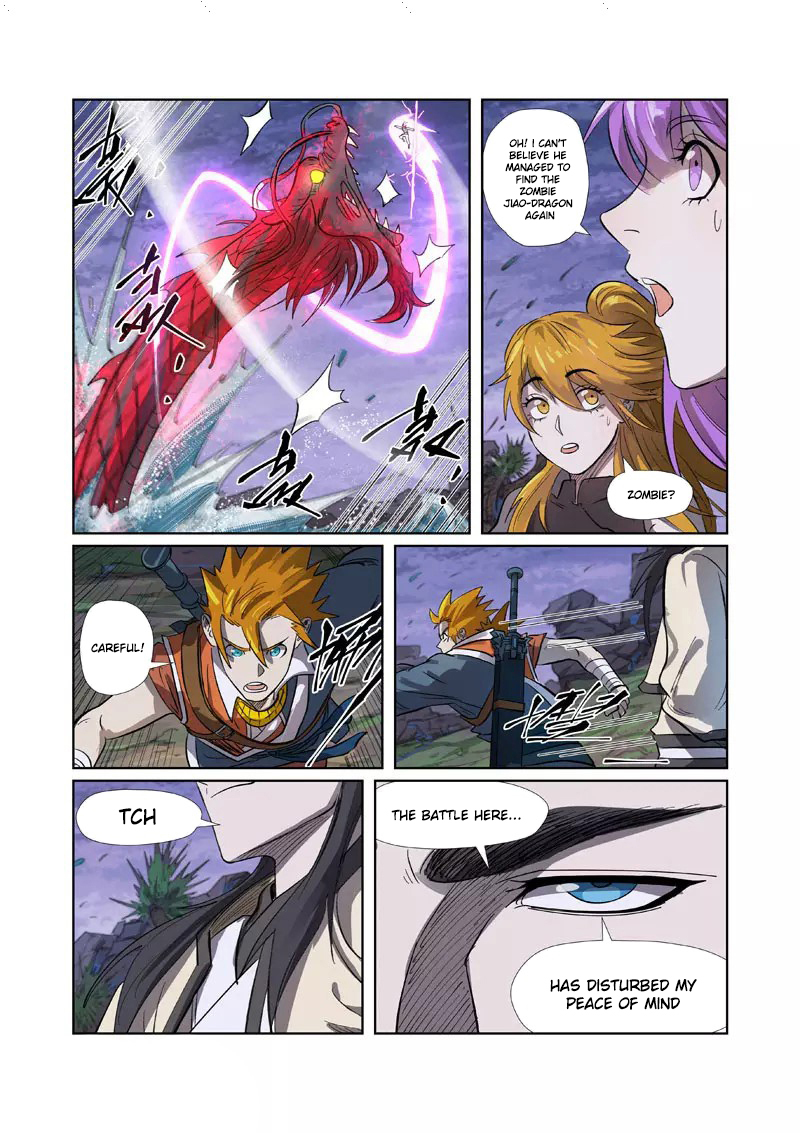 OH! I CAN'T
BELIEVE HE
MANAGED TO
FIND THE
ZOMBIE
JIAO-DRAGON
AGAIN
ZOMBIE?
CAREFUL!
TCH
THE BATTLE HERE...
HAS DISTURBED MY
PEACE OF MIND